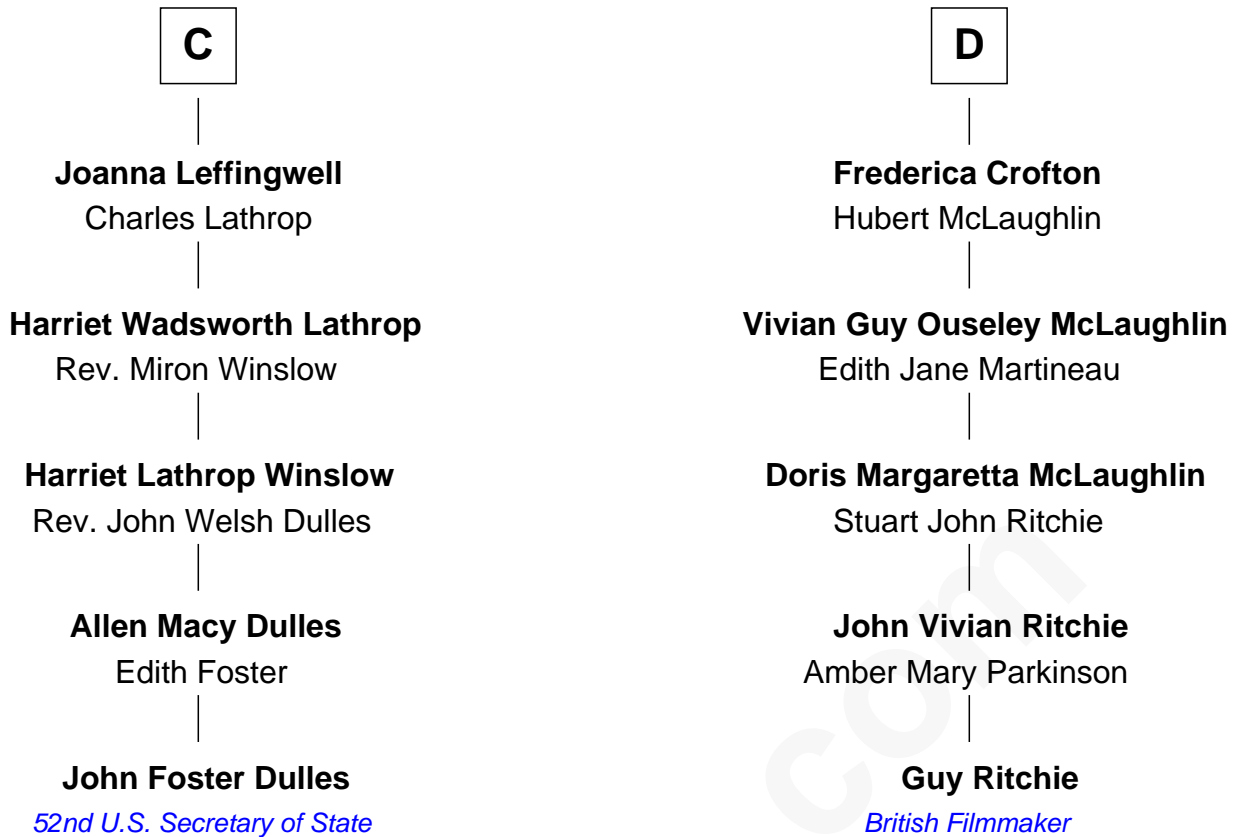 C
Joanna Leffingwell
Charles Lathrop
Harriet Wadsworth Lathrop
Rev. Miron Winslow
Harriet Lathrop Winslow
Rev. John Welsh Dulles
Allen Macy Dulles
Edith Foster
John Foster Dulles
52nd U.S. Secretary of State
D
Frederica Crofton
Hubert McLaughlin
Vivian Guy Ouseley McLaughlin
Edith Jane Martineau
Doris Margaretta McLaughlin
Stuart John Ritchie
John Vivian Ritchie
Amber Mary Parkinson
Guy Ritchie
British Filmmaker
com